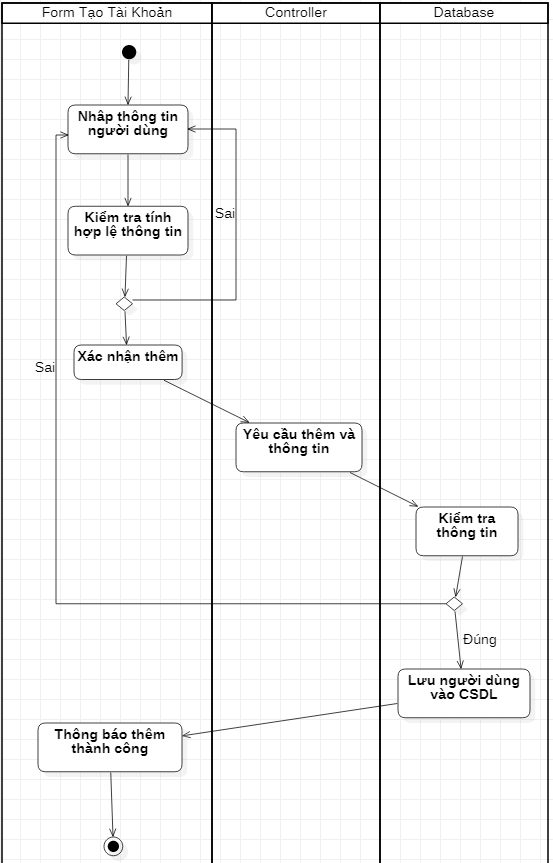 Form Tạo Tài Khoản
Controller
Database
Nhâp thông tin
người dùng
Sai
Kiểm tra tính
hợp lệ thông tin
Xác nhận thêm
Sai
Yêu cầu thêm và
thông tin
Kiểm tra
thông tin
Đúng
Lưu người dùng
vào CSDL
Thông báo thêm
thành công